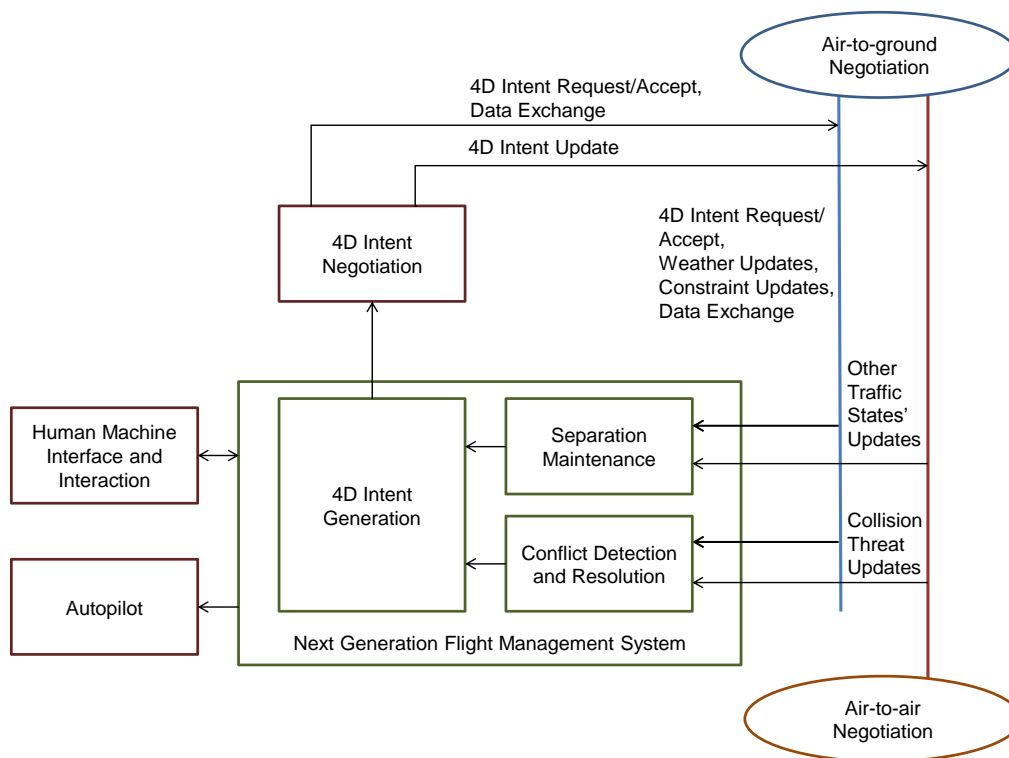 Air-to-ground
Negotiation
4D Intent Request/Accept,
Data Exchange
4D Intent Update
4D Intent
Negotiation
4D Intent Request/
Accept,
Weather Updates,
Constraint Updates,
Data Exchange
Other
Traffic
States'
Updates
Human Machine
Interface and
Interaction
4D Intent
Generation
Separation
Maintenance
Conflict Detection
and Resolution
Collision
Threat
Updates
Autopilot
Next Generation Flight Management System
Air-to-air
Negotiation